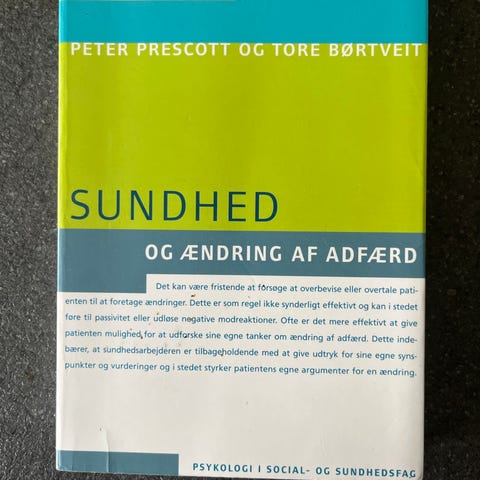 PETER PRESCOTT OG TORE BØRTVEIT
SUNDHED
OG ÆNDRING AF ADFÆRD
Det kan være fristende at forsøge at overbevise eller overtale pati-
enten til at foretage ændringer. Dette er som regel ikke synderligt effektivt og kan i stedet
føre til passivitet eller udløse negative modreaktioner. Ofte er det mere effektivt at give
patienten mulighed for at udforske sine egne tanker om ændring af adfærd. Dette inde-
bærer, at sundhedsarbejderen er tilbageholdende med at give udtryk for sine egne syns-
punkter og vurderinger og i stedet styrker patientens egne argumenter for en ændring.
PSYKOLOGI I SOCIAL- OG SUNDHEDSFAG